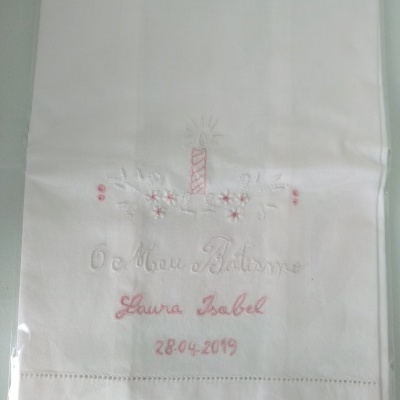 O Meu Batismo
Laura Isabel
28-04-2019